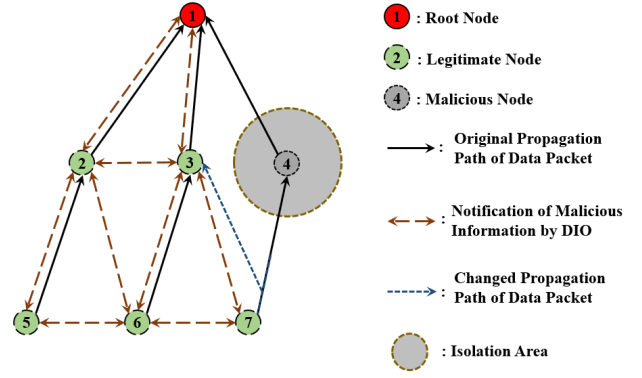 1
: Root Node
2
: Legitimate Node
4
: Malicious Node
: Original Propagation
Path of Data Packet
: Notification of Malicious
Information by DIO
: Changed Propagation
Path of Data Packet
: Isolation Area
1
2
3
4
5
6
7